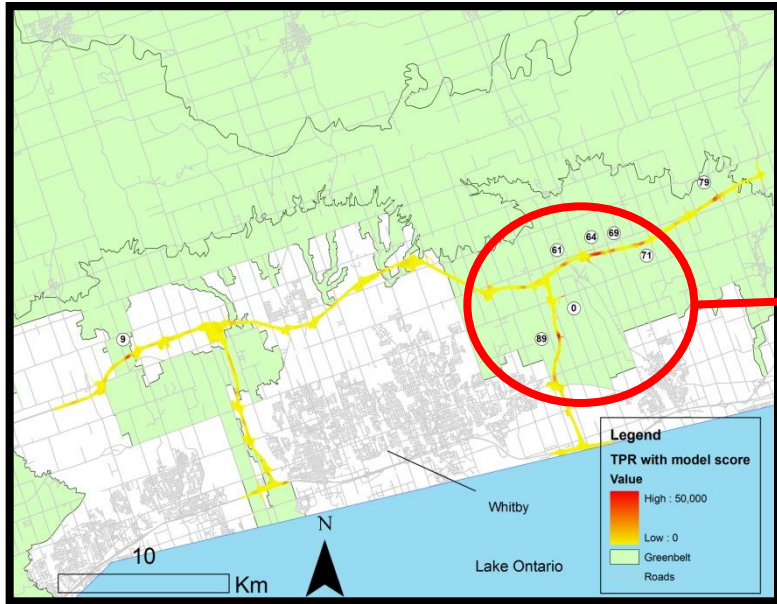 79
64
69
61
71
0
9
89
Legend
TPR with model score
Value
High : 50,000
Low : 0
Greenbelt
Roads
Whitby
N
10
Km
Lake Ontario